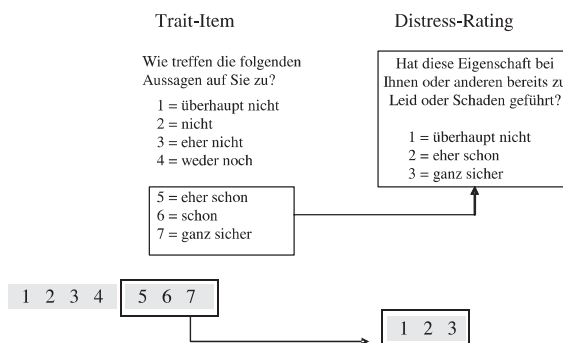 Trait-Item
Wie treffen die folgenden
Aussagen auf Sie zu?
1 = überhaupt nicht
2 = nicht
3 = eher nicht
4 = weder noch
5 = eher schon
6 = schon
7 = ganz sicher
Distress-Rating
Hat diese Eigenschaft bei
Ihnen oder anderen bereits zu
Leid oder Schaden geführt?
1 = überhaupt nicht
2 = eher schon
3 = ganz sicher
1 2 3 4 5 6 7
1 2 3